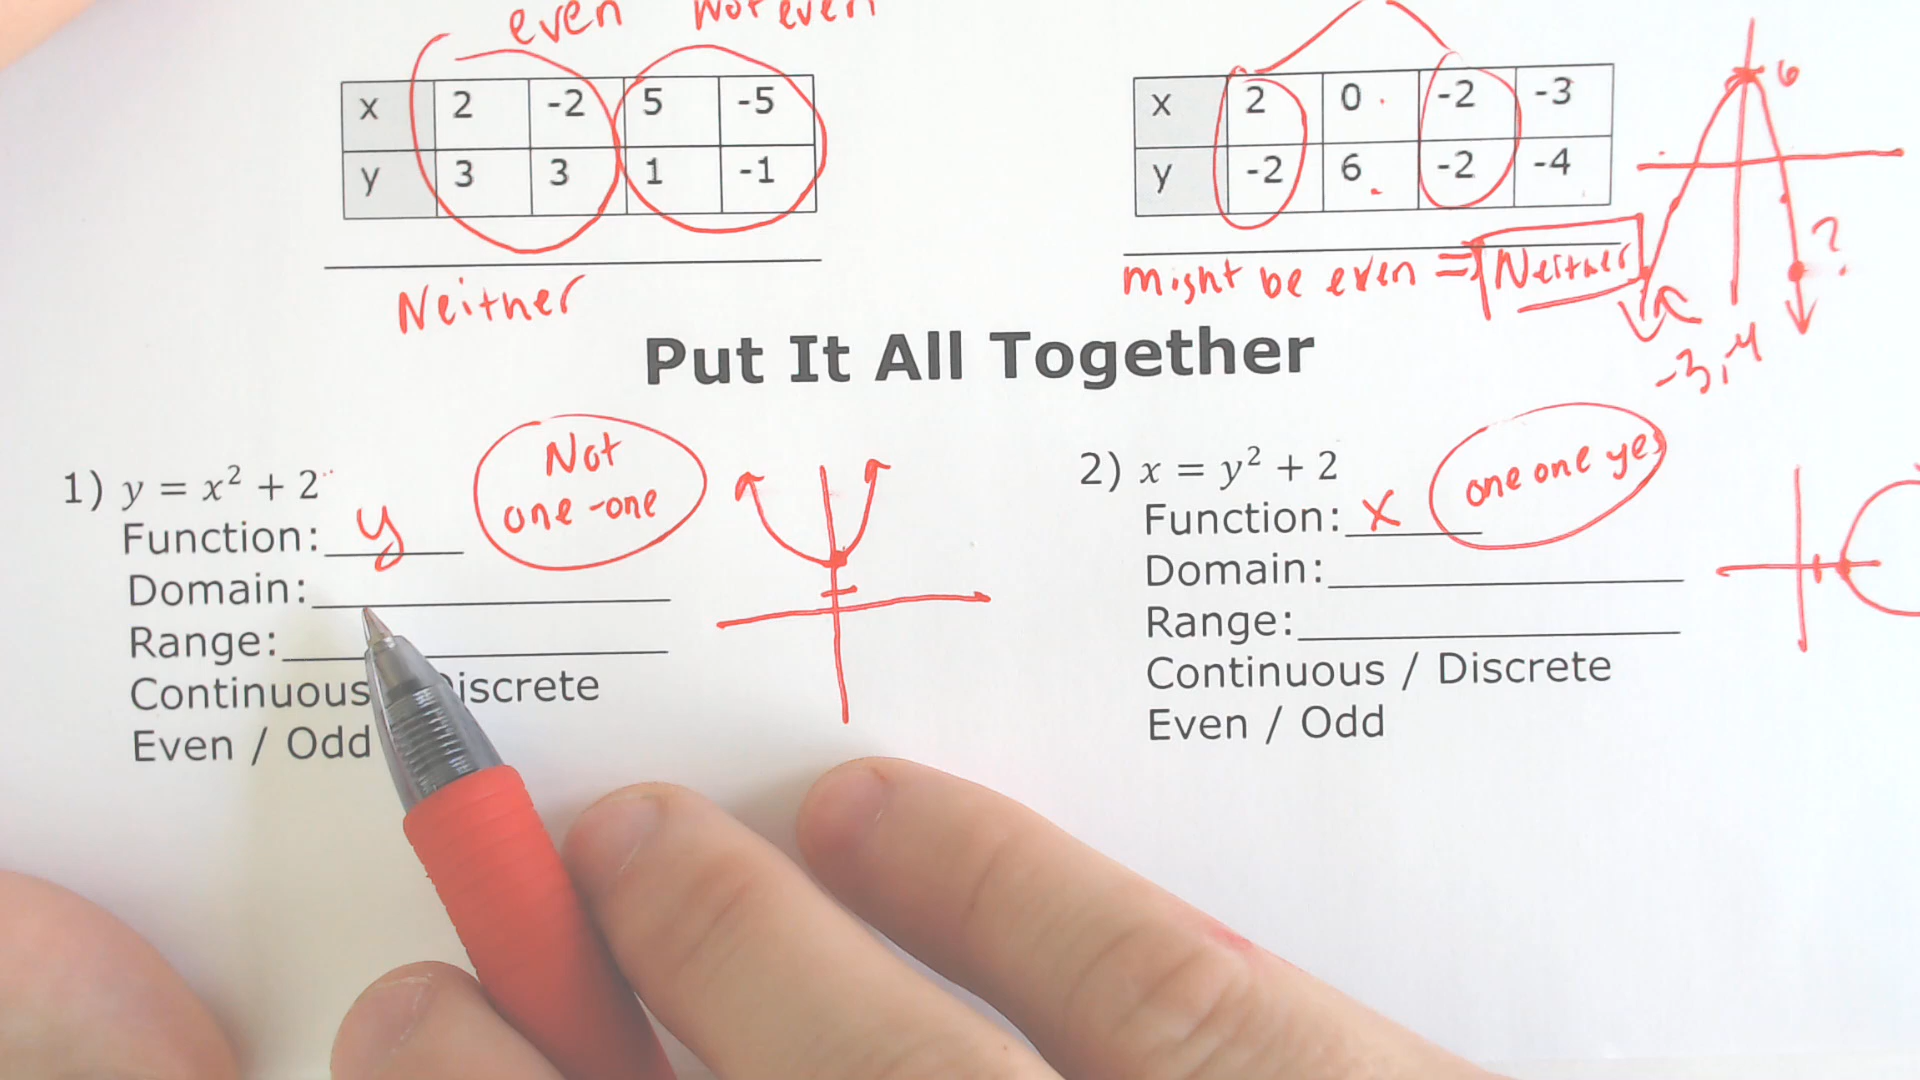 even not even
x 2 -2 5 -5
y 3 3 1 -1
Neither
x 2 0 -2 -3
y -2 6 -2 -4
might be even => Neither
6
?
-3,-4
Put It All Together
1) y = x² + 2
Function: y
Not
one-one
Domain:
Range:
Continuous Discrete
Even / Odd
2) x = y² + 2
Function: x
one one yes
Domain:
Range:
Continuous / Discrete
Even / Odd